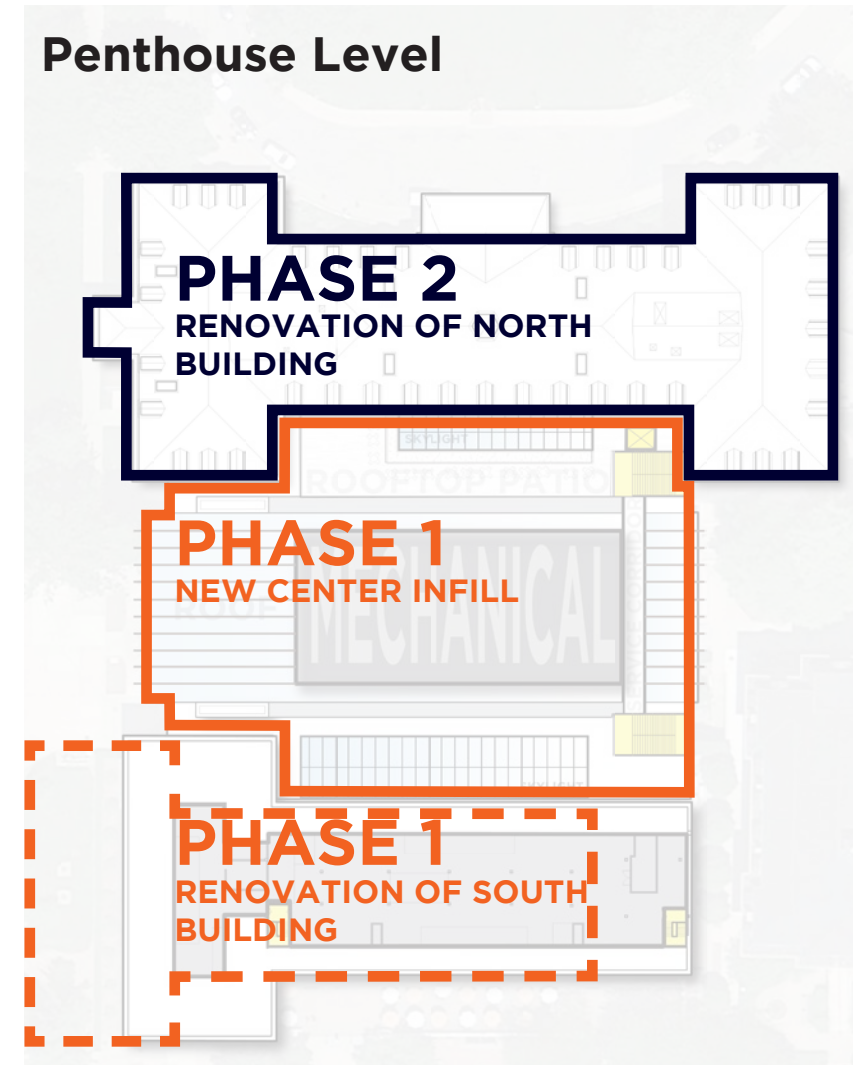 Penthouse Level
PHASE 2
RENOVATION OF NORTH
BUILDING
SKYLIGHT
ROOFTOP PATIO
PHASE 1
NEW CENTER INFILL
MECHANICAL
ROOF
SERVICE CORRIDOR
SKYLIGHT
PHASE 1
RENOVATION OF SOUTH
BUILDING